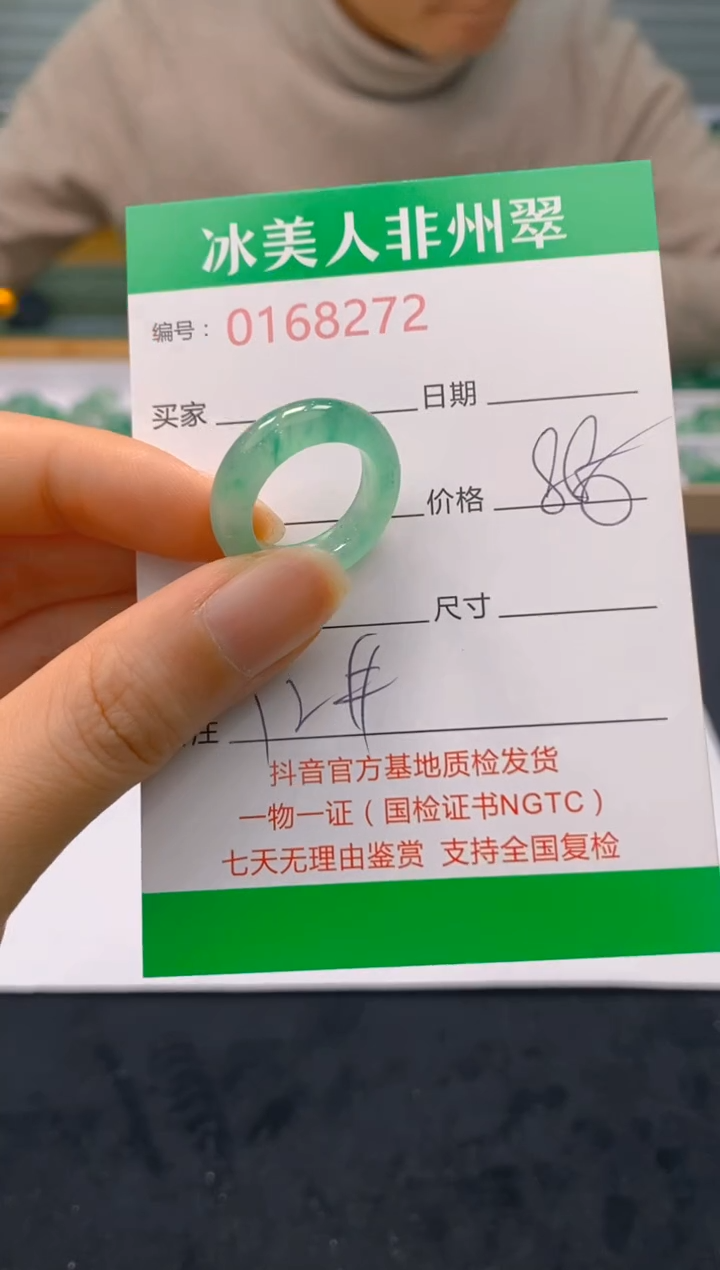 冰美人非州翠
编号：0168272
买家
日期
价格
尺寸
注 12#
抖音官方基地质检发货
一物一证（国检证书NGTC）
七天无理由鉴赏 支持全国复检